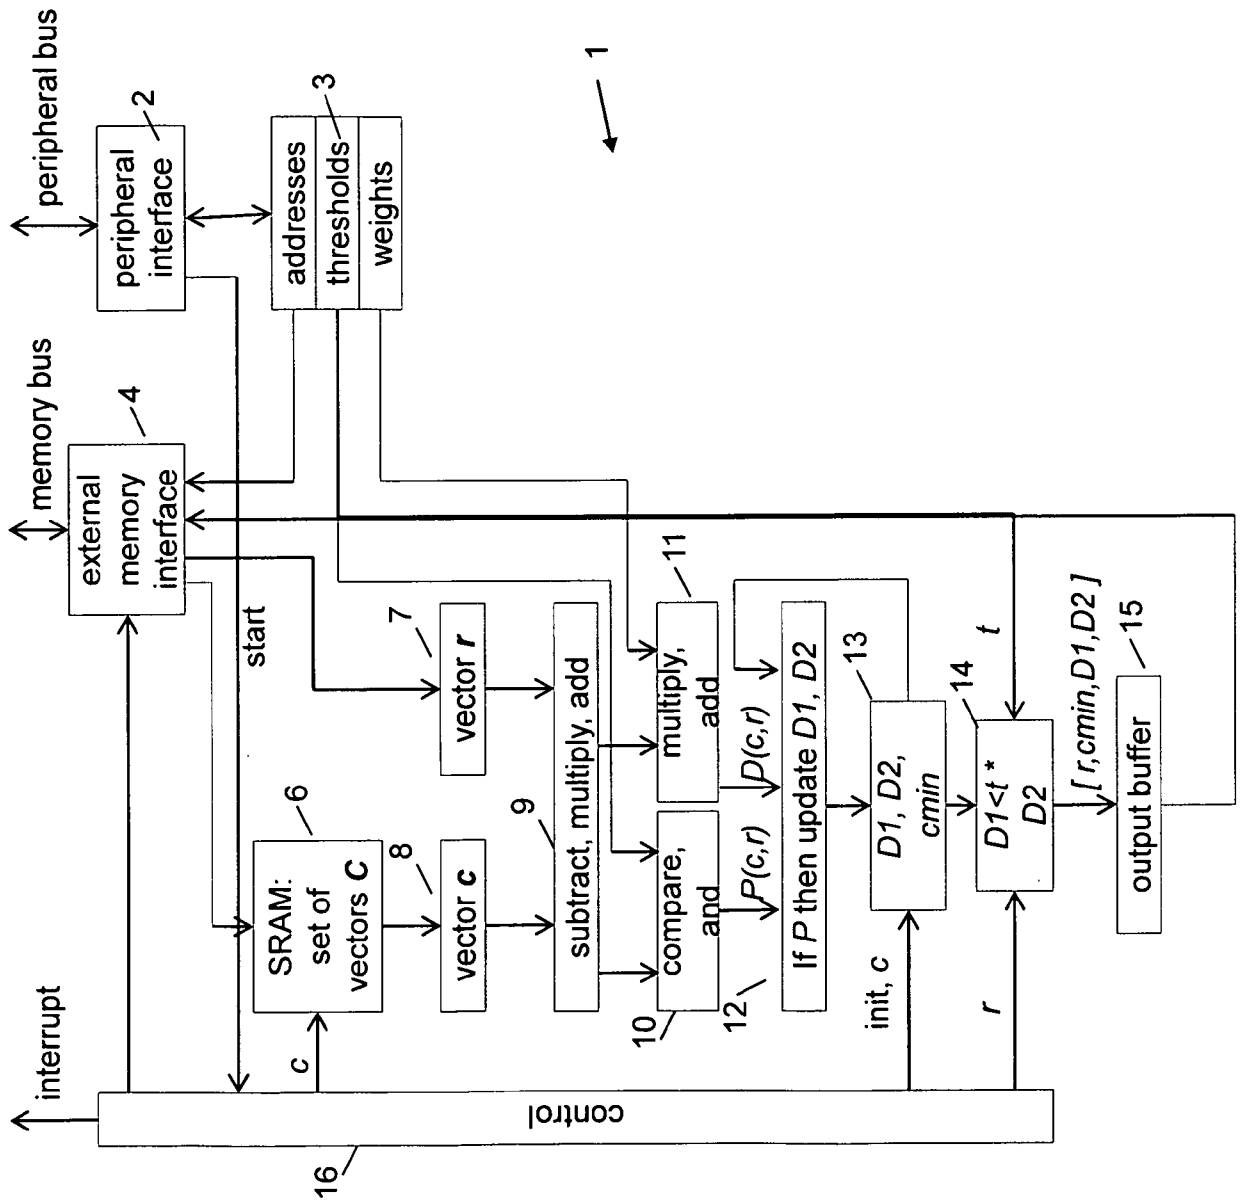 interrupt
memory bus
peripheral bus
external
memory
interface
4
peripheral
interface
2
start
addresses
thresholds
weights
3
1
c
SRAM:
set of
vectors C
6
vector r
7
vector c
8
subtract, multiply, add
9
compare,
and
10
multiply,
add
11
P(c,r)
D(c,r)
If P then update D1, D2
12
init, c
D1, D2,
cmin
13
r
D1<t *
D2
14
t
[ r,cmin,D1,D2 ]
output buffer
15
control
16